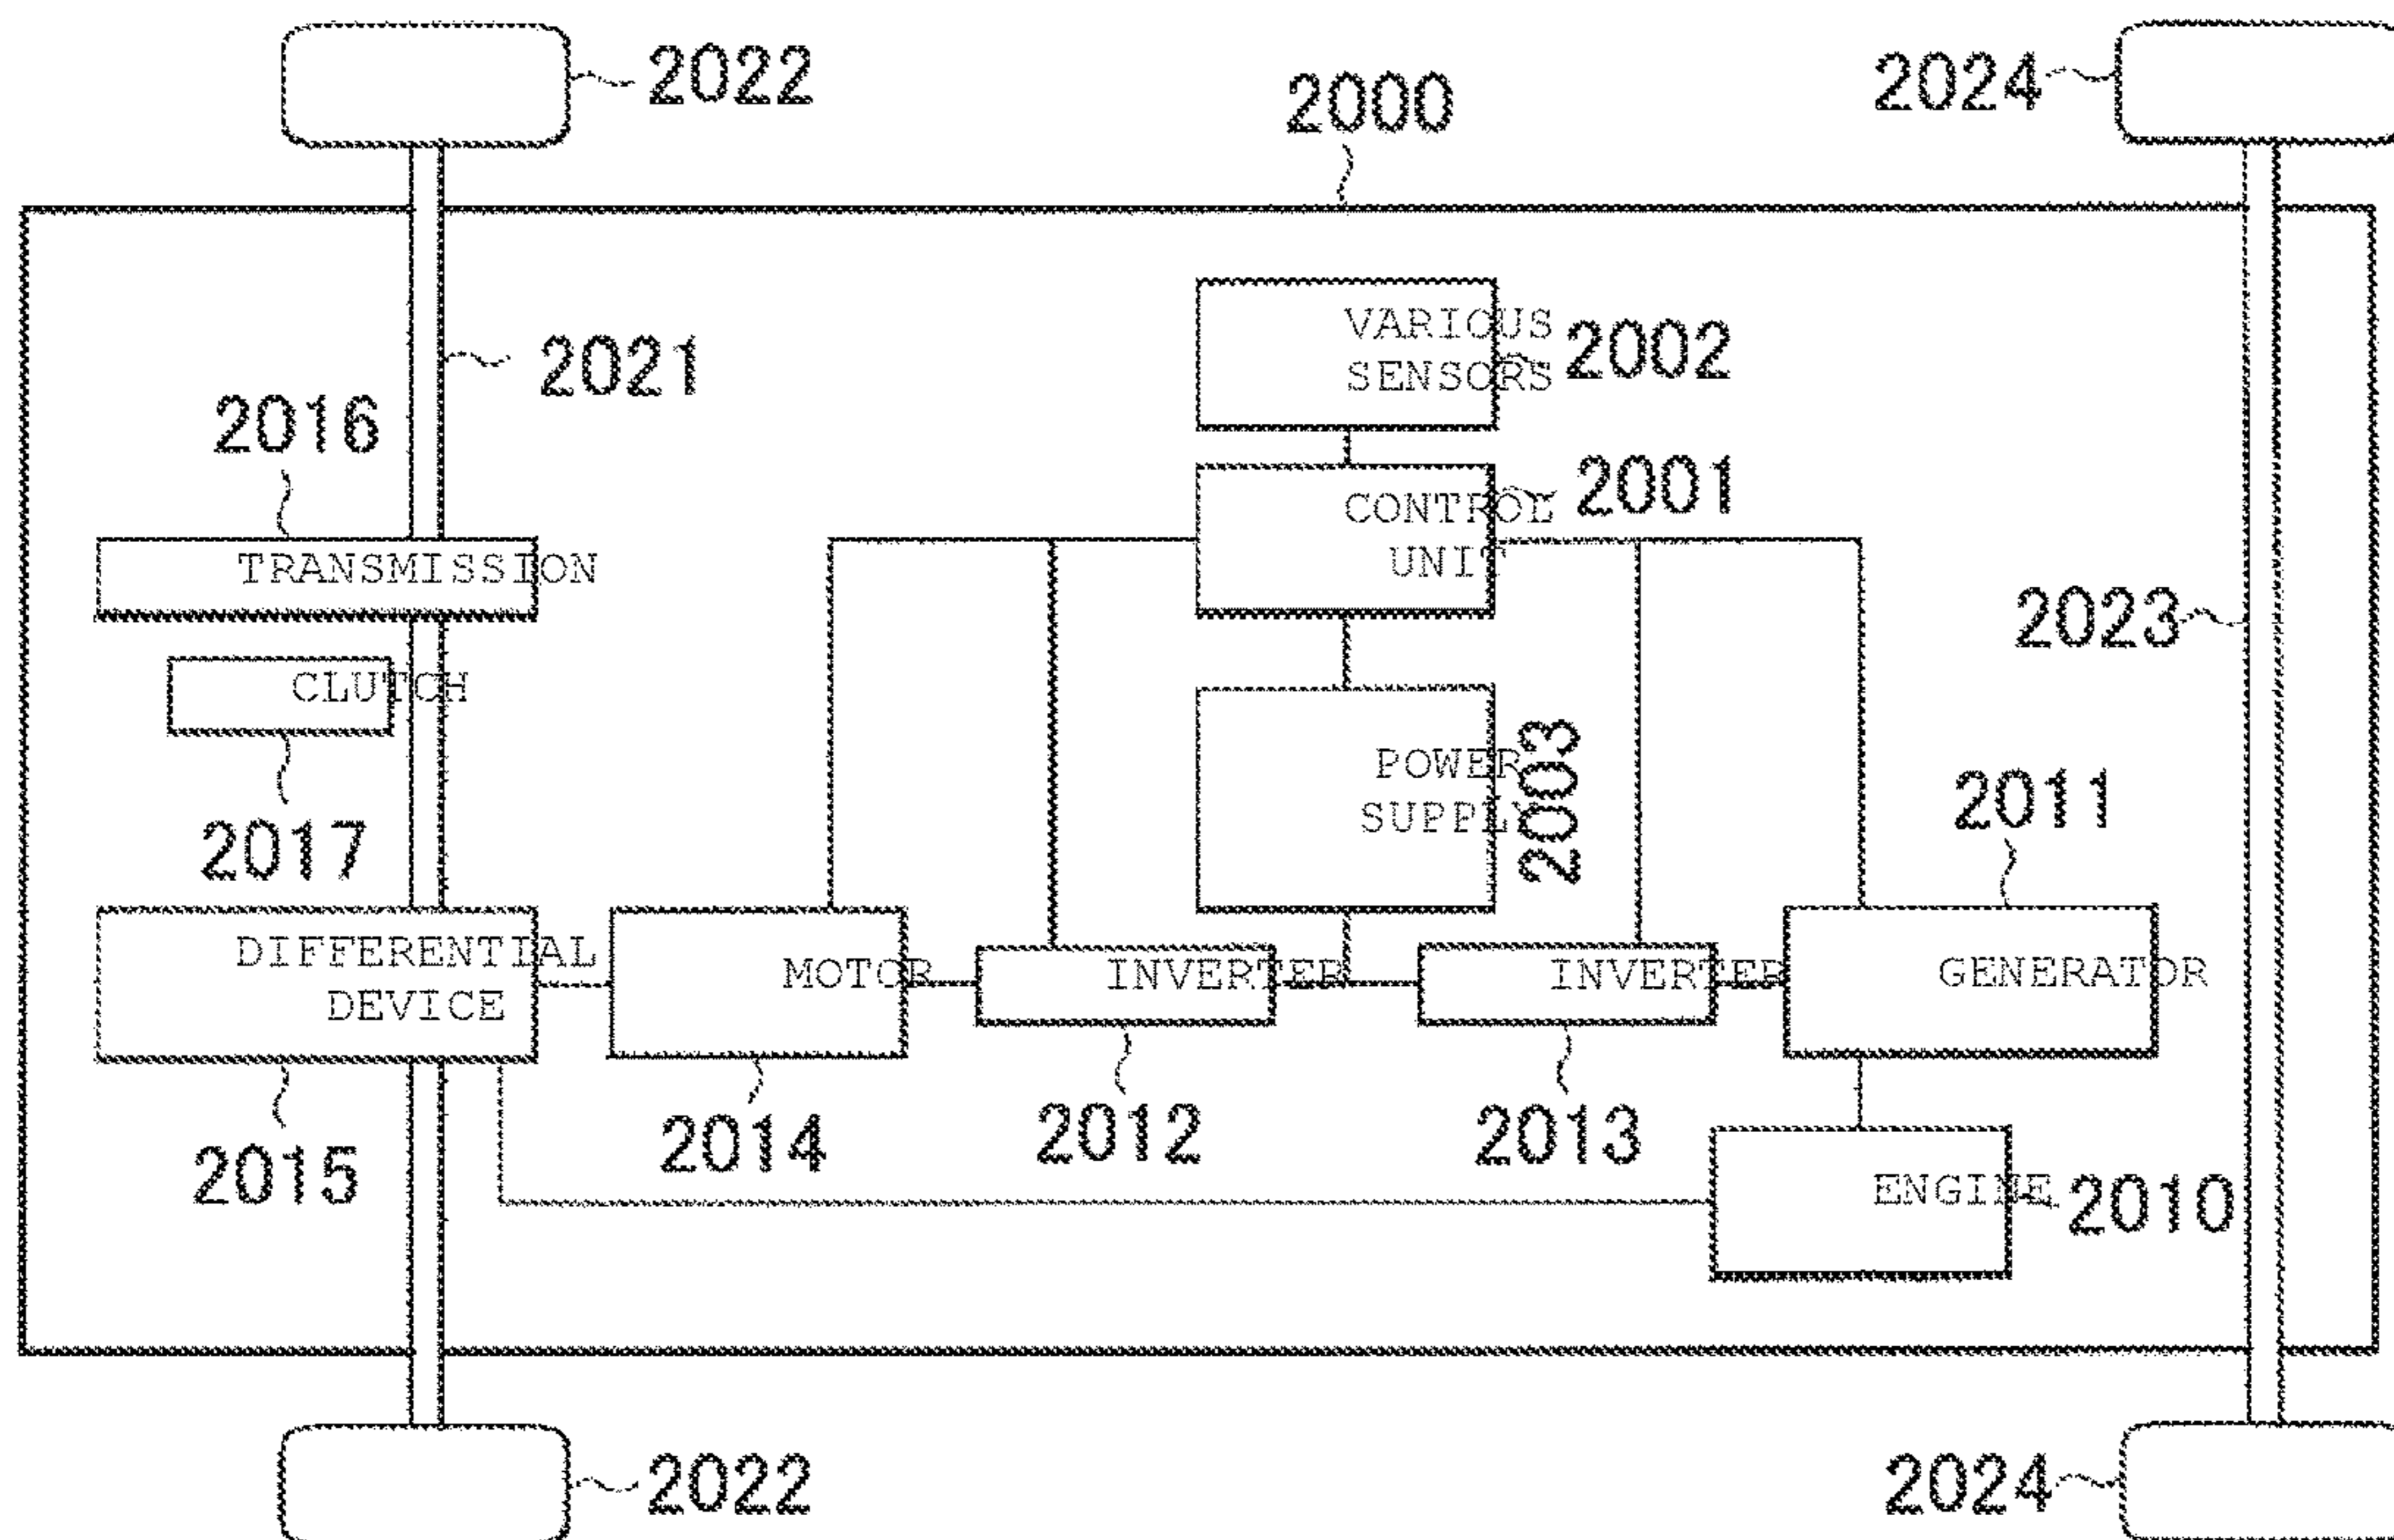 2022
2024
2000
VARIOUS
SENSORS
2002
2021
2016
CONTROL
UNIT
2001
TRANSMISSION
2023
CLUTCH
POWER
SUPPLY
2003
2011
2017
DIFFERENTIAL
DEVICE
MOTOR
INVERTER
INVERTER
GENERATOR
2014
2012
2013
2015
ENGINE
2010
2022
2024